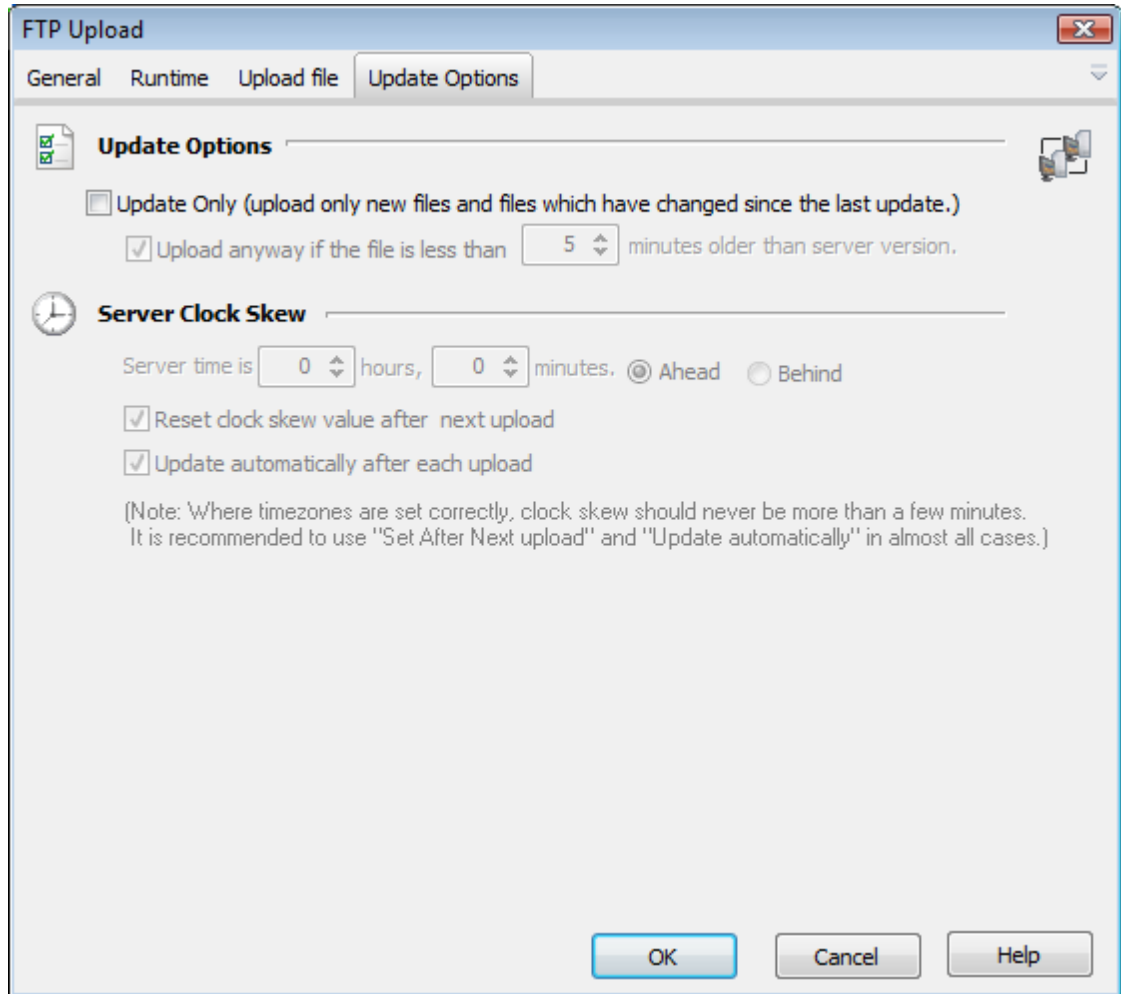 FTP Upload
General Runtime Upload file Update Options
Update Options
Update Only (upload only new files and files which have changed since the last update.)
Upload anyway if the file is less than 5 minutes older than server version.
Server Clock Skew
Server time is 0 hours, 0 minutes. Ahead Behind
Reset clock skew value after next upload
Update automatically after each upload
(Note: Where timezones are set correctly, clock skew should never be more than a few minutes.
It is recommended to use "Set After Next upload" and "Update automatically" in almost all cases.)
OK Cancel Help